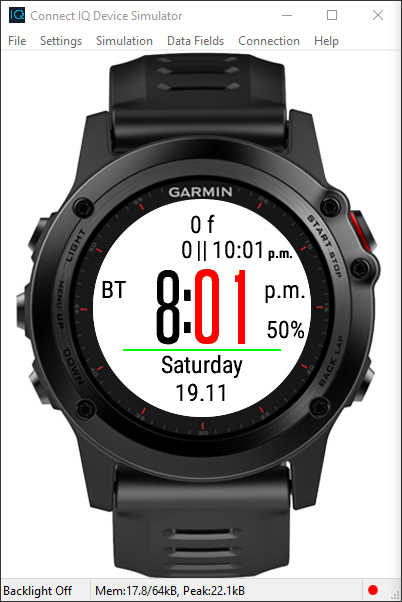 IQ Connect IQ Device Simulator
File Settings Simulation Data Fields Connection Help
GARMIN
LIGHT
START STOP
MENU UP
DOWN
BACK LAP
0 f
0 || 10:01 p.m.
BT 8:01 p.m.
50%
Saturday
19.11
30
Backlight Off Mem:17.8/64kB, Peak:22.1kB